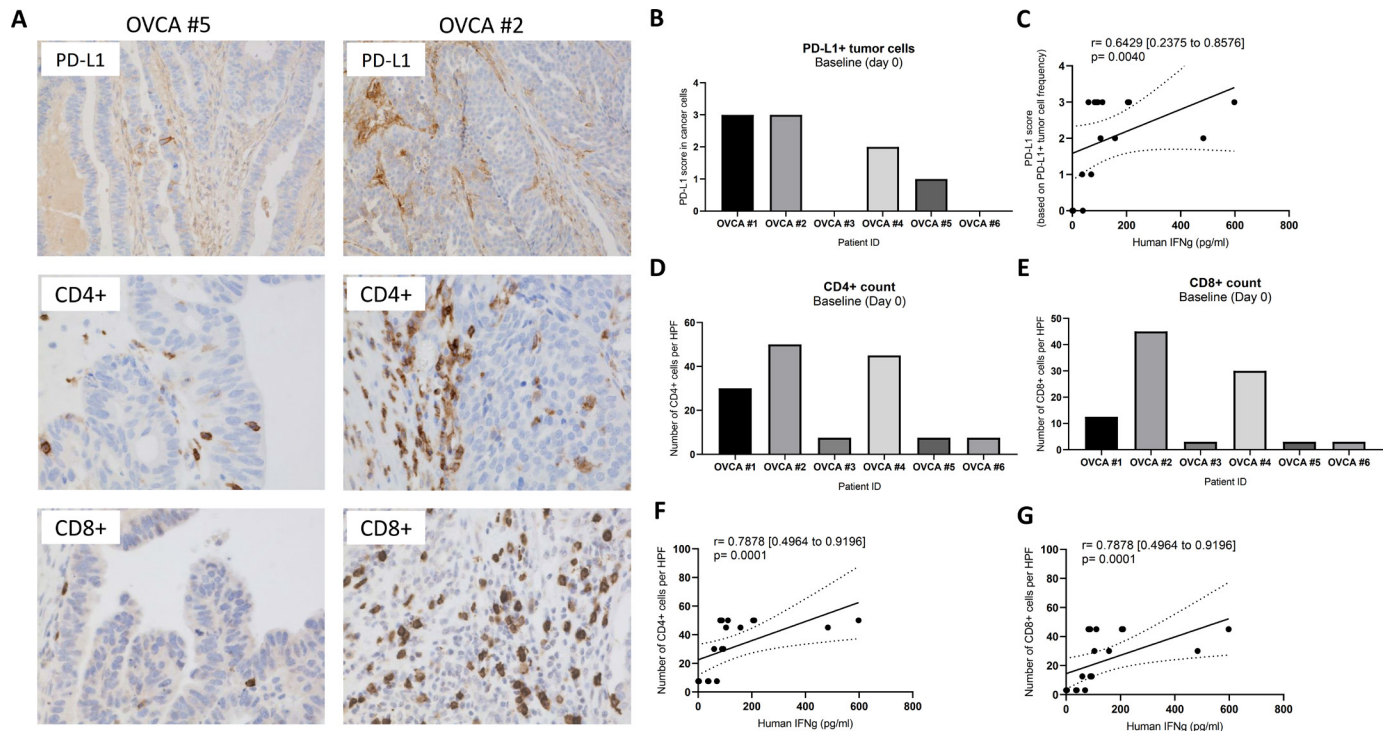 A
OVCA #5
OVCA #2
PD-L1
PD-L1
CD4+
CD4+
CD8+
CD8+
B
PD-L1+ tumor cells
Baseline (day 0)
PD-L1 score in cancer cells
4
3
2
1
0
OVCA #1 OVCA #2 OVCA #3 OVCA #4 OVCA #5 OVCA #6
Patient ID
C
r= 0.6429 [0.2375 to 0.8576]
p= 0.0040
PD-L1 score
(based on PD-L1+ tumor cell frequency)
4
3
2
1
0
0 200 400 600 800
Human IFNg (pg/ml)
D
CD4+ count
Baseline (Day 0)
Number of CD4+ cells per HPF
60
40
20
0
OVCA #1 OVCA #2 OVCA #3 OVCA #4 OVCA #5 OVCA #6
Patient ID
E
CD8+ count
Baseline (Day 0)
Number of CD8+ cells per HPF
50
40
30
20
10
0
OVCA #1 OVCA #2 OVCA #3 OVCA #4 OVCA #5 OVCA #6
Patient ID
F
r= 0.7878 [0.4964 to 0.9196]
p= 0.0001
Number of CD4+ cells per HPF
100
80
60
40
20
0
0 200 400 600 800
Human IFNg (pg/ml)
G
r= 0.7878 [0.4964 to 0.9196]
p= 0.0001
Number of CD8+ cells per HPF
100
80
60
40
20
0
0 200 400 600 800
Human IFNg (pg/ml)